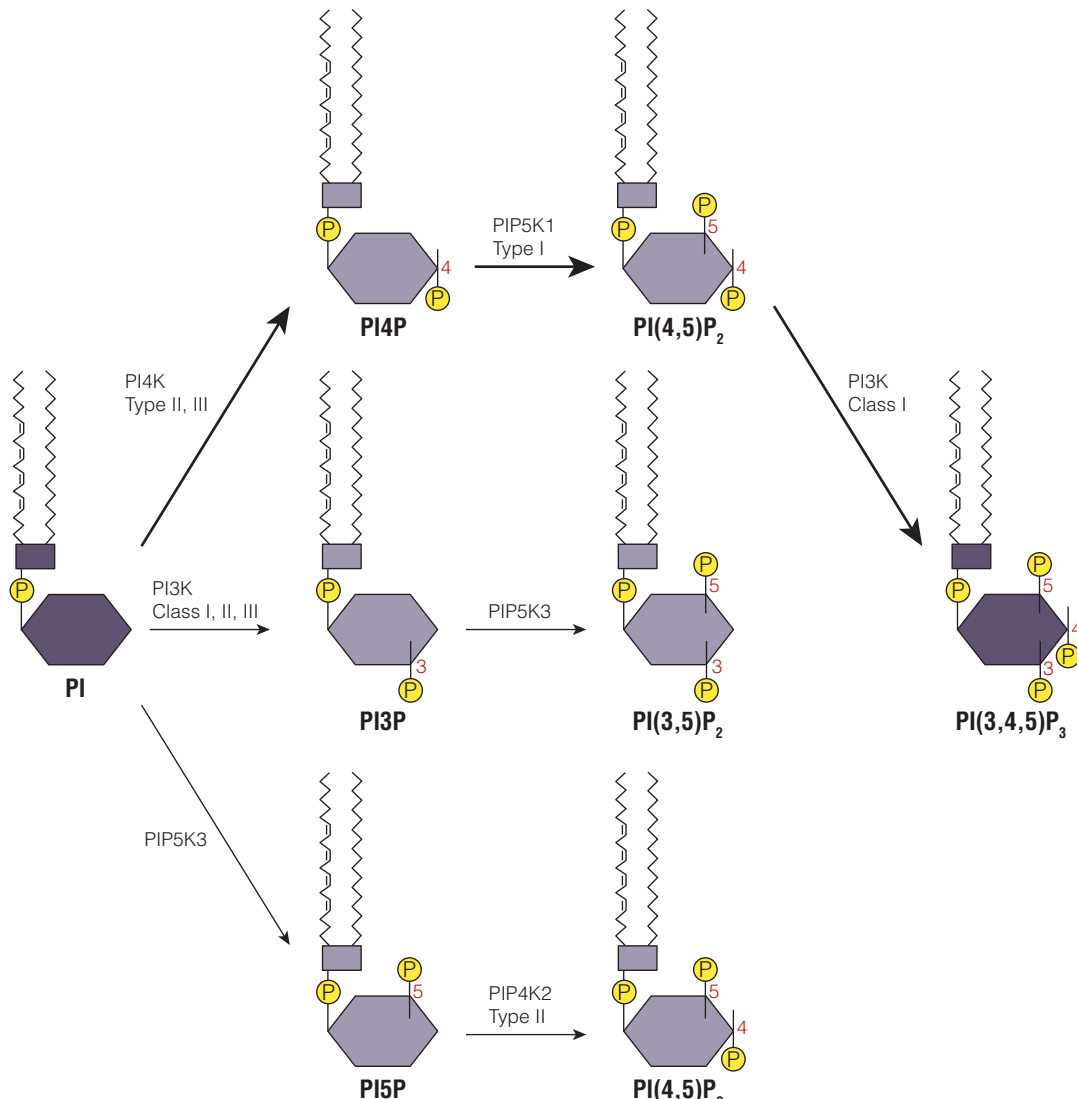 P
P
5
P
PIP5K1
Type I
4
P
4
P
PI4P
PI(4,5)P₂
PI4K
Type II, III
PI3K
Class I
P
PI3K
Class I, II, III
P
P
P
5
PIP5K3
P
P
5
4
P
3
P
3
P
3
P
PI
PI3P
PI(3,5)P₂
PI(3,4,5)P₃
PIP5K3
P
P
5
PIP4K2
Type II
P
P
5
4
P
PI5P
PI(4,5)P₂